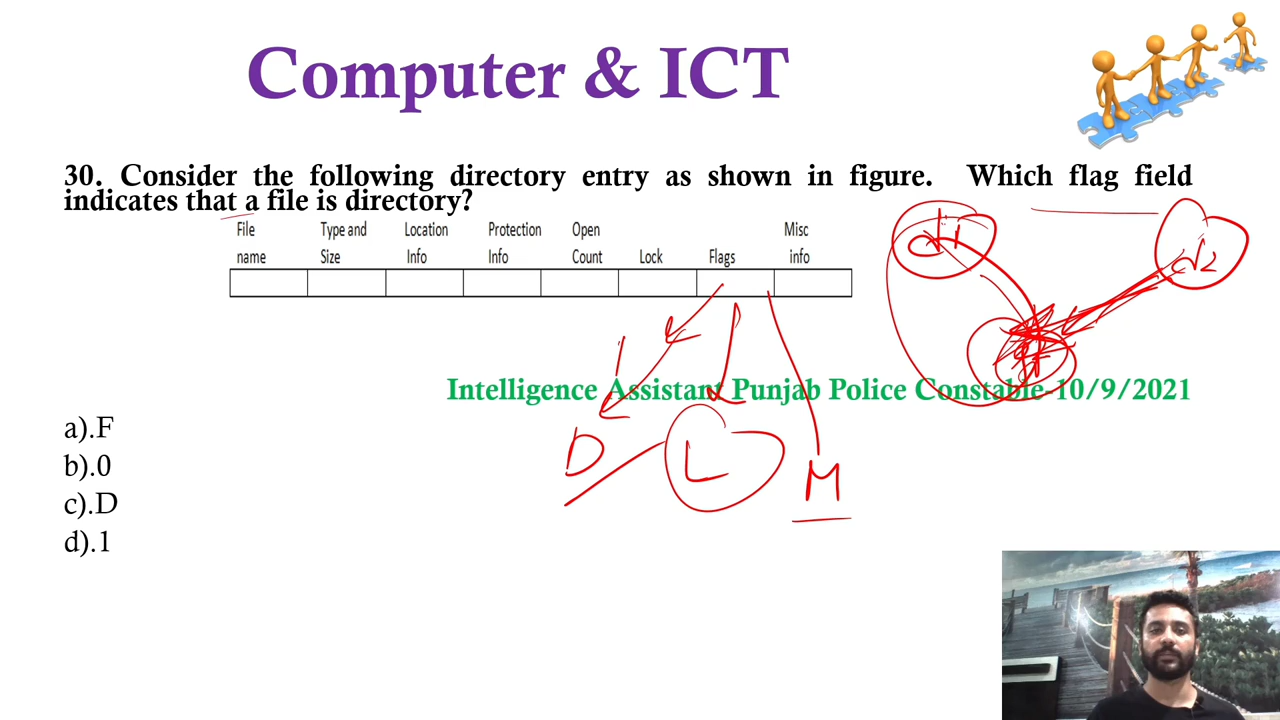 Computer & ICT
30. Consider the following directory entry as shown in figure. Which flag field
indicates that a file is directory?
File Type and Location Protection Open Misc
name Size Info Info Count Lock Flags info
d1
d2
Intelligence Assistant Punjab Police Constable-10/9/2021
a).F
b).0
c).D
d).1
D L M